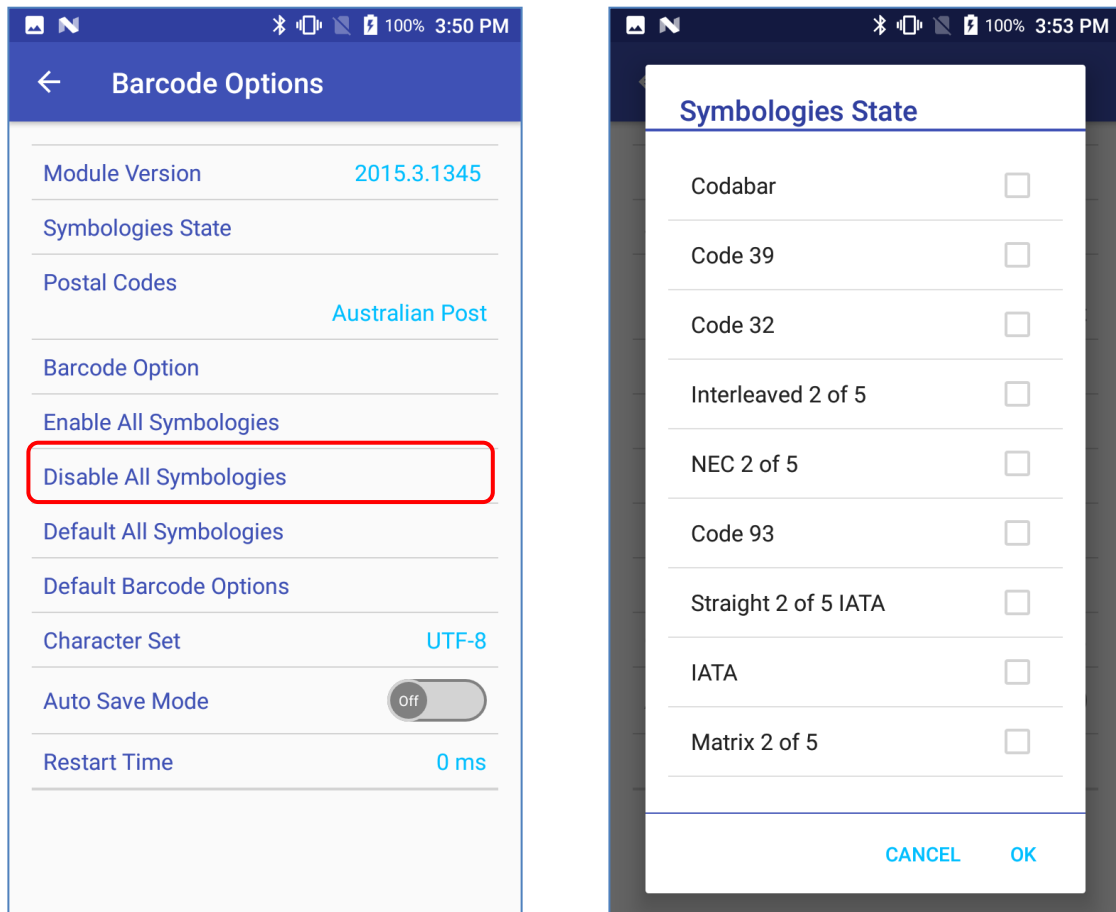 100% 3:50 PM
Barcode Options
Module Version 2015.3.1345
Symbologies State
Postal Codes
Australian Post
Barcode Option
Enable All Symbologies
Disable All Symbologies
Default All Symbologies
Default Barcode Options
Character Set UTF-8
Auto Save Mode Off
Restart Time 0 ms
100% 3:53 PM
Symbologies State
Codabar
Code 39
Code 32
Interleaved 2 of 5
NEC 2 of 5
Code 93
Straight 2 of 5 IATA
IATA
Matrix 2 of 5
CANCEL OK